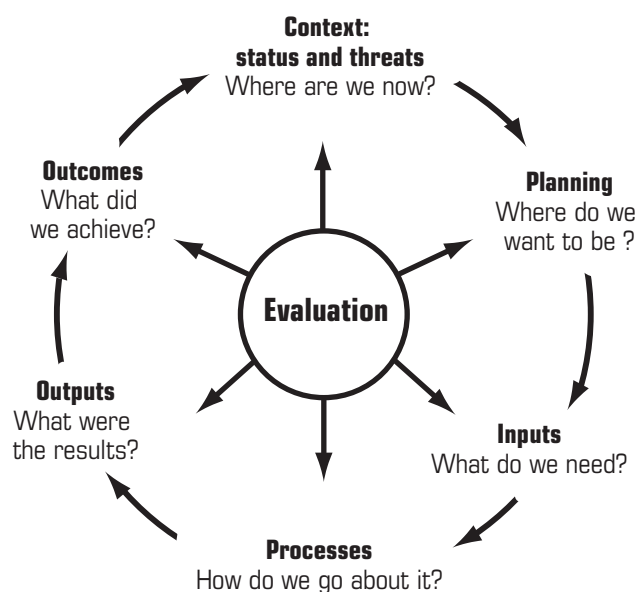 Context:
status and threats
Where are we now?
Planning
Where do we
want to be ?
Inputs
What do we need?
Processes
How do we go about it?
Outputs
What were
the results?
Outcomes
What did
we achieve?
Evaluation